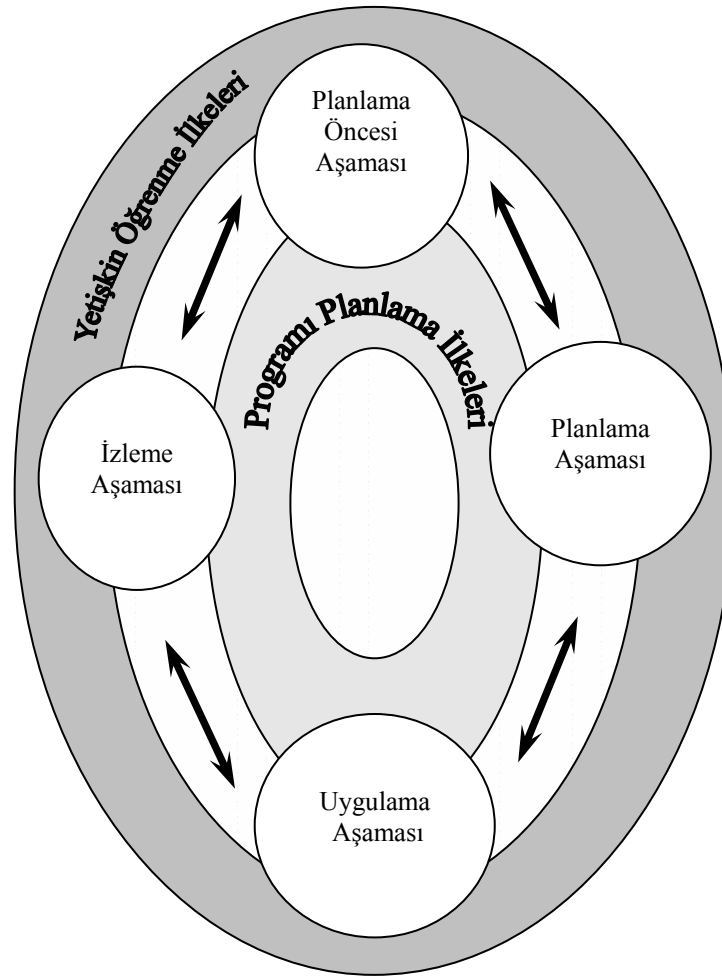 Yetişkin Öğrenme İlkeleri
Planlama
Öncesi
Aşaması
Programı Planlama İlkeleri
İzleme
Aşaması
Planlama
Aşaması
Uygulama
Aşaması